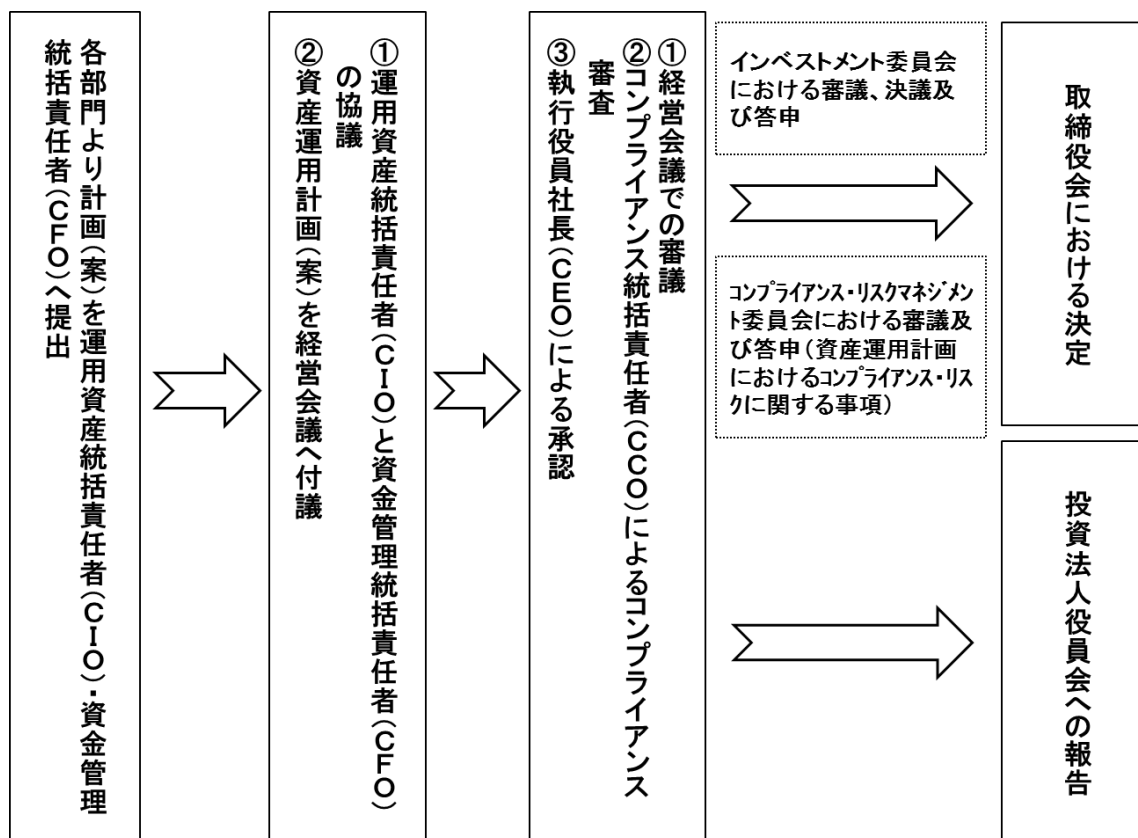 各部門より計画(案)を運用資産統括責任者(CIO)・資金管理
統括責任者(CFO)へ提出
①運用資産統括責任者(CIO)と資金管理統括責任者(CFO)
の協議
②資産運用計画(案)を経営会議へ付議
①経営会議での審議
②コンプライアンス統括責任者(CCO)によるコンプライアンス
審査
③執行役員社長(CEO)による承認
インベストメント委員会
における審議、決議及
び答申
コンプライアンス・リスクマネジメン
ト委員会における審議及
び答申(資産運用計画
におけるコンプライアンス・リス
クに関する事項)
取締役会における決定
投資法人役員会への報告